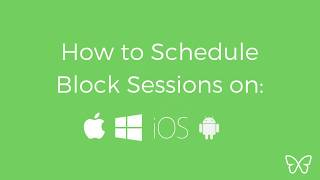 How to Schedule
Block Sessions on:
iOS